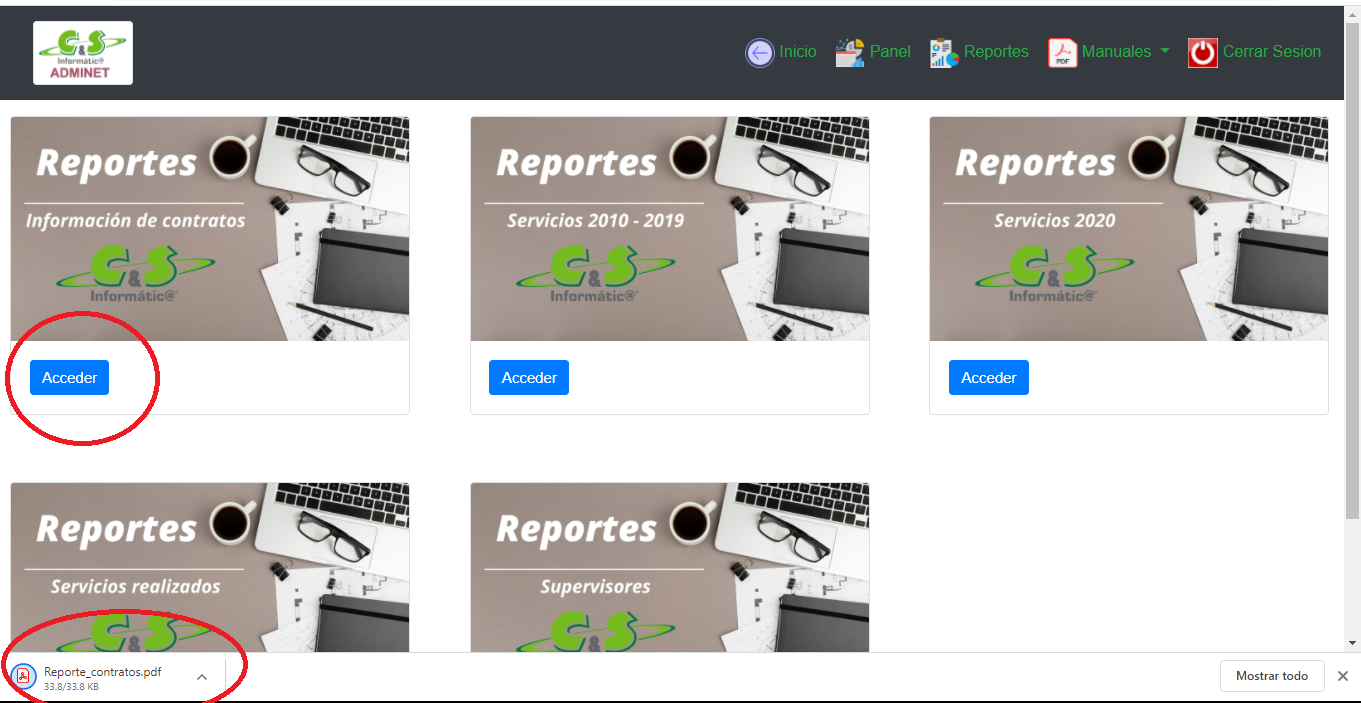 C&S
Informátic@
ADMINET
Inicio
Panel
Reportes
PDF
Manuales
Cerrar Sesion
Reportes
Información de contratos
C&S
Informátic@
Acceder
Reportes
Servicios 2010 - 2019
C&S
Informátic@
Acceder
Reportes
Servicios 2020
C&S
Informátic@
Acceder
Reportes
Servicios realizados
C&S
Reportes
Supervisores
C&S
Reporte_contratos.pdf
33.8/33.8 KB
Mostrar todo